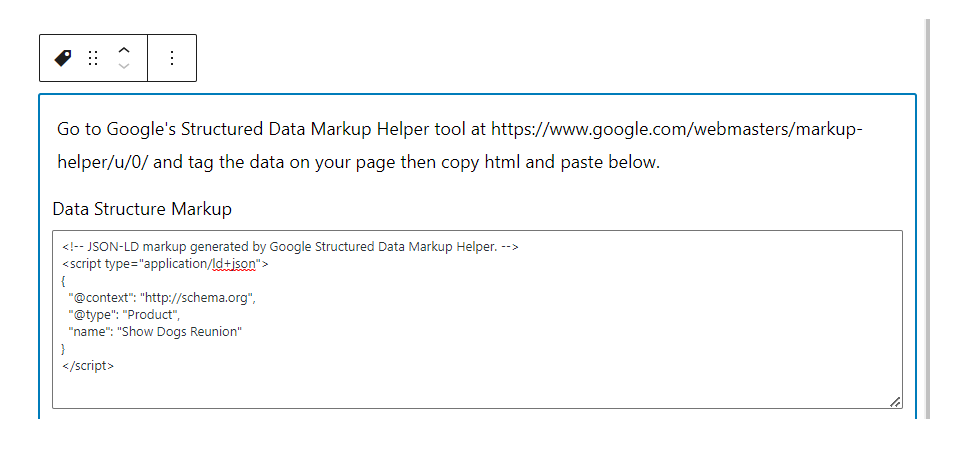 Go to Google's Structured Data Markup Helper tool at https://www.google.com/webmasters/markup-
helper/u/0/ and tag the data on your page then copy html and paste below.
Data Structure Markup
<!-- JSON-LD markup generated by Google Structured Data Markup Helper. -->
<script type="application/ld+json">
{
  "@context": "http://schema.org",
  "@type": "Product",
  "name": "Show Dogs Reunion"
}
</script>